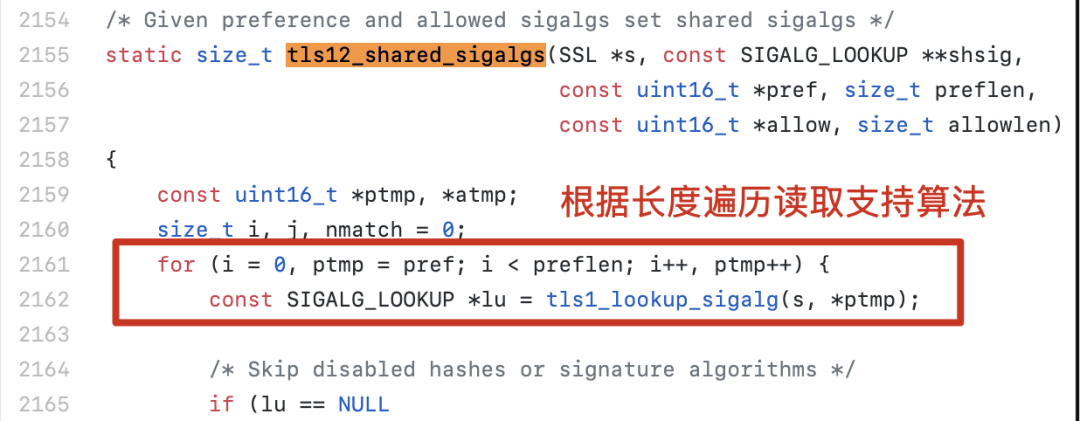 2154 /* Given preference and allowed sigalgs set shared sigalgs */
2155 static size_t tls12_shared_sigalgs(SSL *s, const SIGALG_LOOKUP **shsig,
2156 const uint16_t *pref, size_t preflen,
2157 const uint16_t *allow, size_t allowlen)
2158 {
2159 const uint16_t *ptmp, *atmp;
根据长度遍历读取支持算法
2160 size_t i, j, nmatch = 0;
2161 for (i = 0, ptmp = pref; i < preflen; i++, ptmp++) {
2162 const SIGALG_LOOKUP *lu = tls1_lookup_sigalg(s, *ptmp);
2163
2164 /* Skip disabled hashes or signature algorithms */
2165 if (lu == NULL